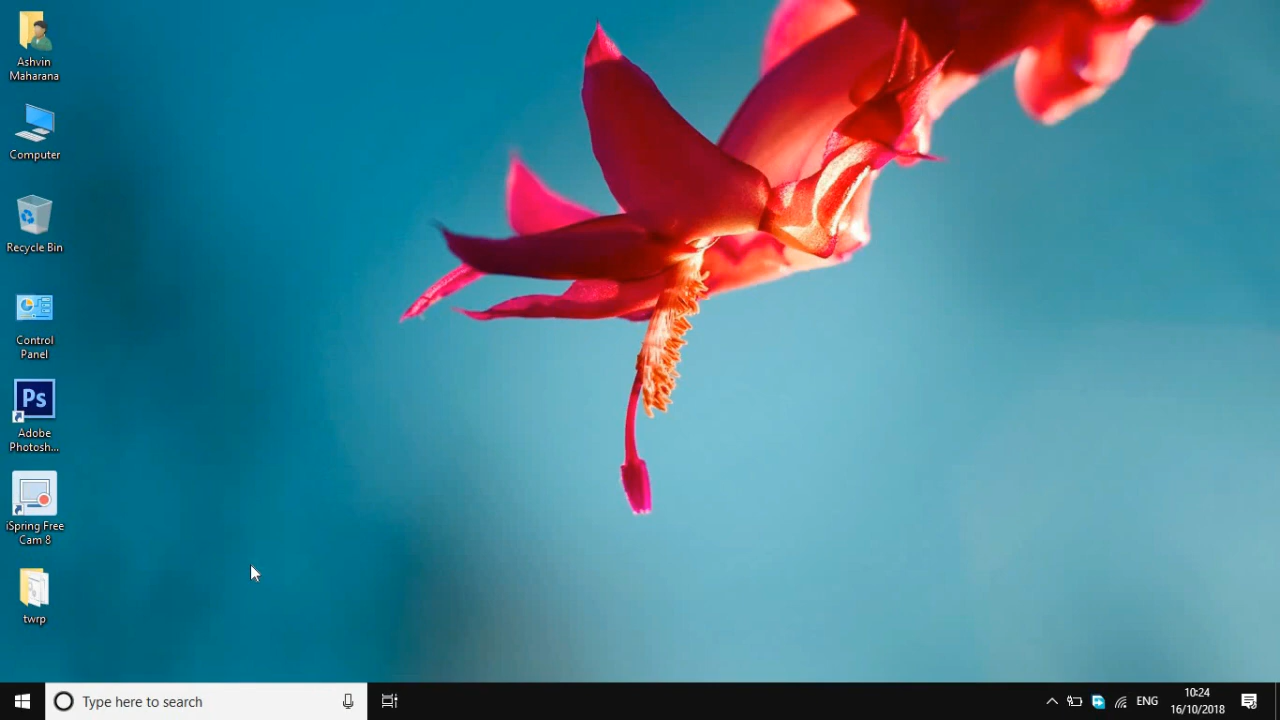 Ashvin
Maharana
Computer
Recycle Bin
Control
Panel
Ps
Adobe
Photosh...
iSpring Free
Cam 8
twrp
Type here to search
ENG
10:24
16/10/2018